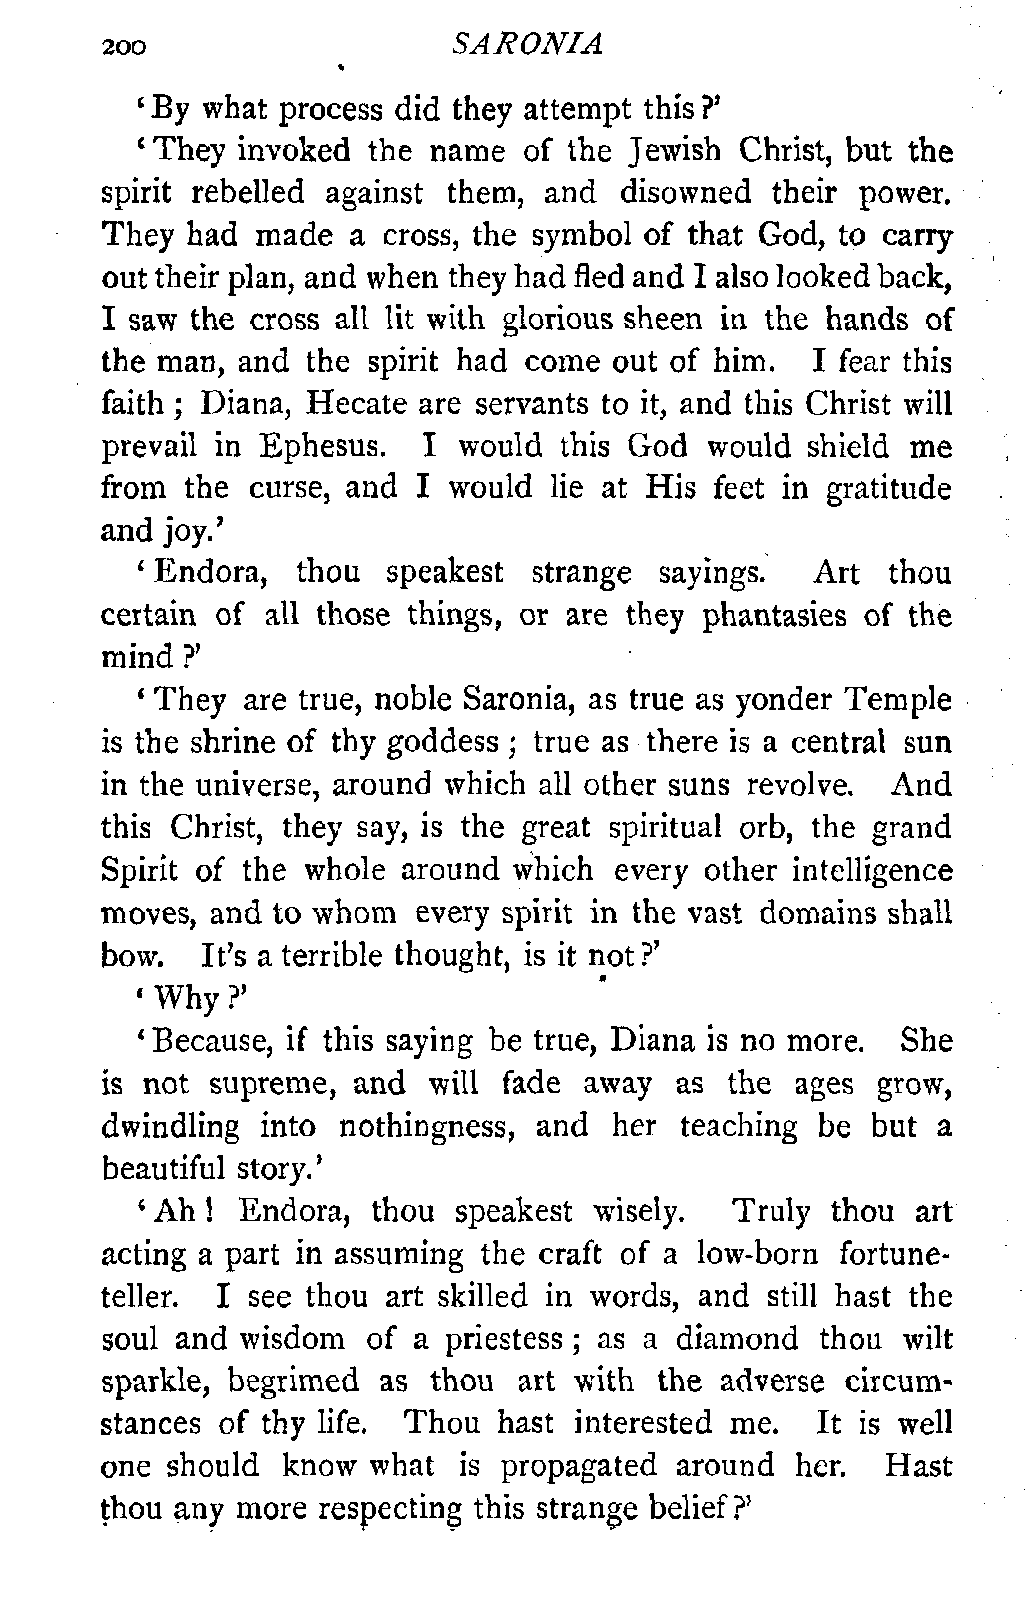 200 SARONIA
‘By what process did they attempt this?’
‘They invoked the name of the Jewish Christ, but the
spirit rebelled against them, and disowned their power.
They had made a cross, the symbol of that God, to carry
out their plan, and when they had fled and I also looked back,
I saw the cross all lit with glorious sheen in the hands of
the man, and the spirit had come out of him. I fear this
faith ; Diana, Hecate are servants to it, and this Christ will
prevail in Ephesus. I would this God would shield me
from the curse, and I would lie at His feet in gratitude
and joy.’
‘Endora, thou speakest strange sayings. Art thou
certain of all those things, or are they phantasies of the
mind ?’
‘They are true, noble Saronia, as true as yonder Temple
is the shrine of thy goddess ; true as there is a central sun
in the universe, around which all other suns revolve. And
this Christ, they say, is the great spiritual orb, the grand
Spirit of the whole around which every other intelligence
moves, and to whom every spirit in the vast domains shall
bow. It’s a terrible thought, is it not ?’
‘Why ?’
‘Because, if this saying be true, Diana is no more. She
is not supreme, and will fade away as the ages grow,
dwindling into nothingness, and her teaching be but a
beautiful story.’
‘Ah ! Endora, thou speakest wisely. Truly thou art
acting a part in assuming the craft of a low-born fortune-
teller. I see thou art skilled in words, and still hast the
soul and wisdom of a priestess ; as a diamond thou wilt
sparkle, begrimed as thou art with the adverse circum-
stances of thy life. Thou hast interested me. It is well
one should know what is propagated around her. Hast
thou any more respecting this strange belief ?’